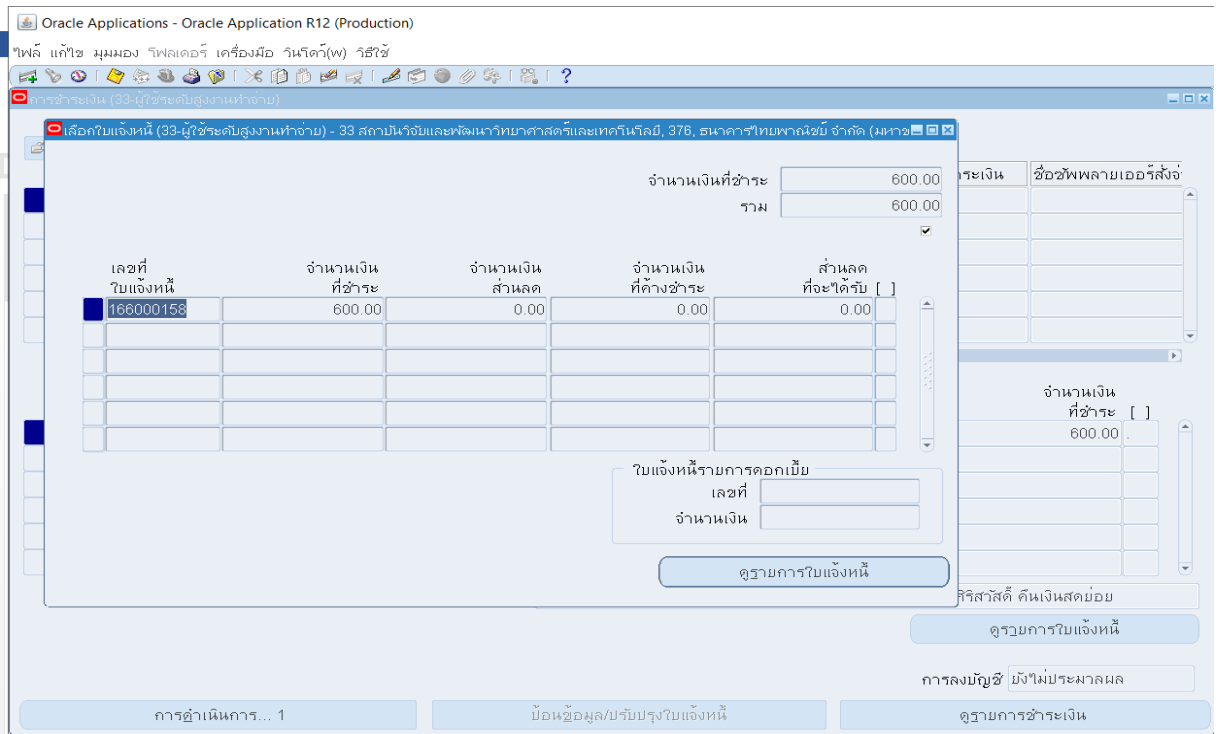 Oracle Applications - Oracle Application R12 (Production)
ไฟล์ แก้ไข มุมมอง โฟลเดอร์ เครื่องมือ วินโดว์(w) วิธีใช้
การชำระเงิน (33-ผู้ใช้ระดับสูงงานทำจ่าย)
เลือกใบแจ้งหนี้ (33-ผู้ใช้ระดับสูงงานทำจ่าย) - 33 สถาบันวิจัยและพัฒนาวิทยาศาสตร์และเทคโนโลยี, 376, ธนาคารไทยพาณิชย์ จำกัด (มหาช
จำนวนเงินที่ชำระ 600.00
าระเงิน ชื่อซัพพลายเออร์สั่งจ่
รวม 600.00
เลขที่ จำนวนเงิน จำนวนเงิน จำนวนเงิน ส่วนลด
ใบแจ้งหนี้ ที่ชำระ ส่วนลด ที่ค้างชำระ ที่จะได้รับ [ ]
166000158 600.00 0.00 0.00 0.00
จำนวนเงิน
ที่ชำระ [ ]
600.00 .
ใบแจ้งหนี้รายการดอกเบี้ย
เลขที่
จำนวนเงิน
ดูรายการใบแจ้งหนี้
ศิริสวัสดิ์ คืนเงินสดย่อย
ดูรายการใบแจ้งหนี้
การลงบัญชี ยังไม่ประมวลผล
การดำเนินการ... 1 ป้อนข้อมูล/ปรับปรุงใบแจ้งหนี้ ดูรายการชำระเงิน